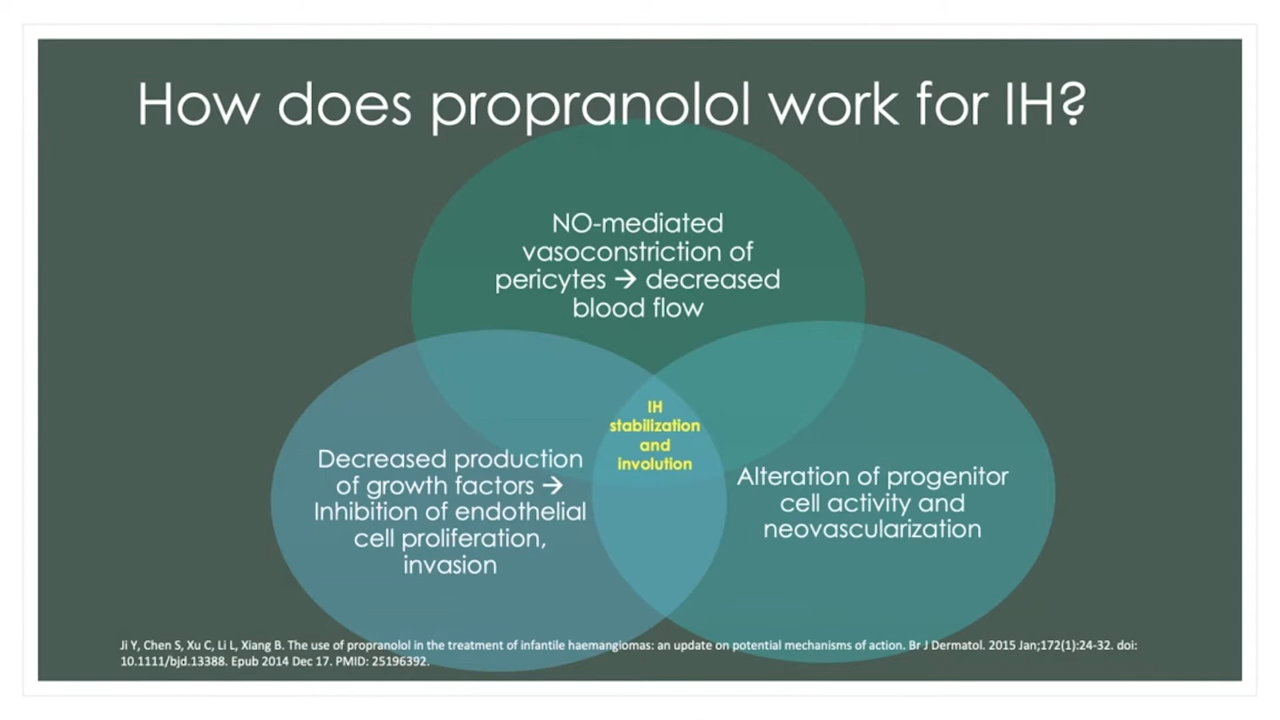 How does propranolol work for IH?
NO-mediated
vasoconstriction of
pericytes → decreased
blood flow
IH
stabilization
and
involution
Decreased production
of growth factors →
Inhibition of endothelial
cell proliferation,
invasion
Alteration of progenitor
cell activity and
neovascularization
Ji Y, Chen S, Xu C, Li L, Xiang B. The use of propranolol in the treatment of infantile haemangiomas: an update on potential mechanisms of action. Br J Dermatol. 2015 Jan;172(1):24-32. doi:
10.1111/bjd.13388. Epub 2014 Dec 17. PMID: 25196392.